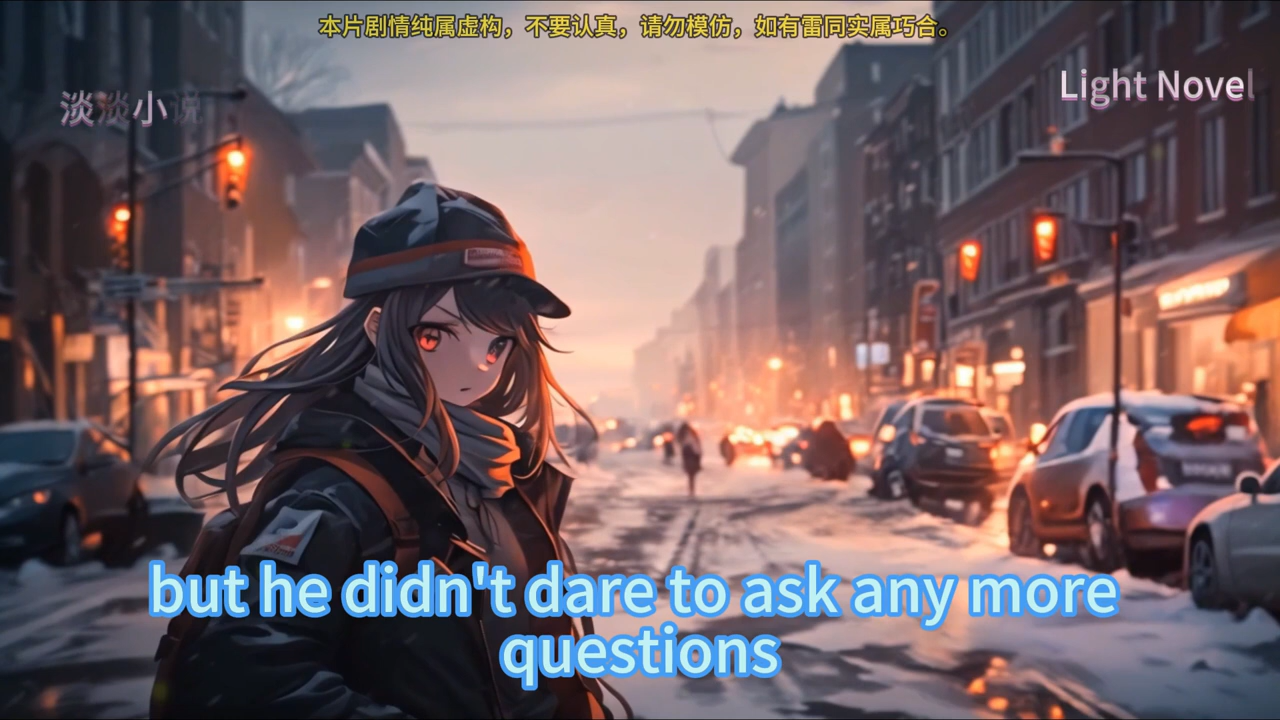 本片剧情纯属虚构，不要认真，请勿模仿，如有雷同实属巧合。
淡淡小说
Light Novel
but he didn't dare to ask any more
questions